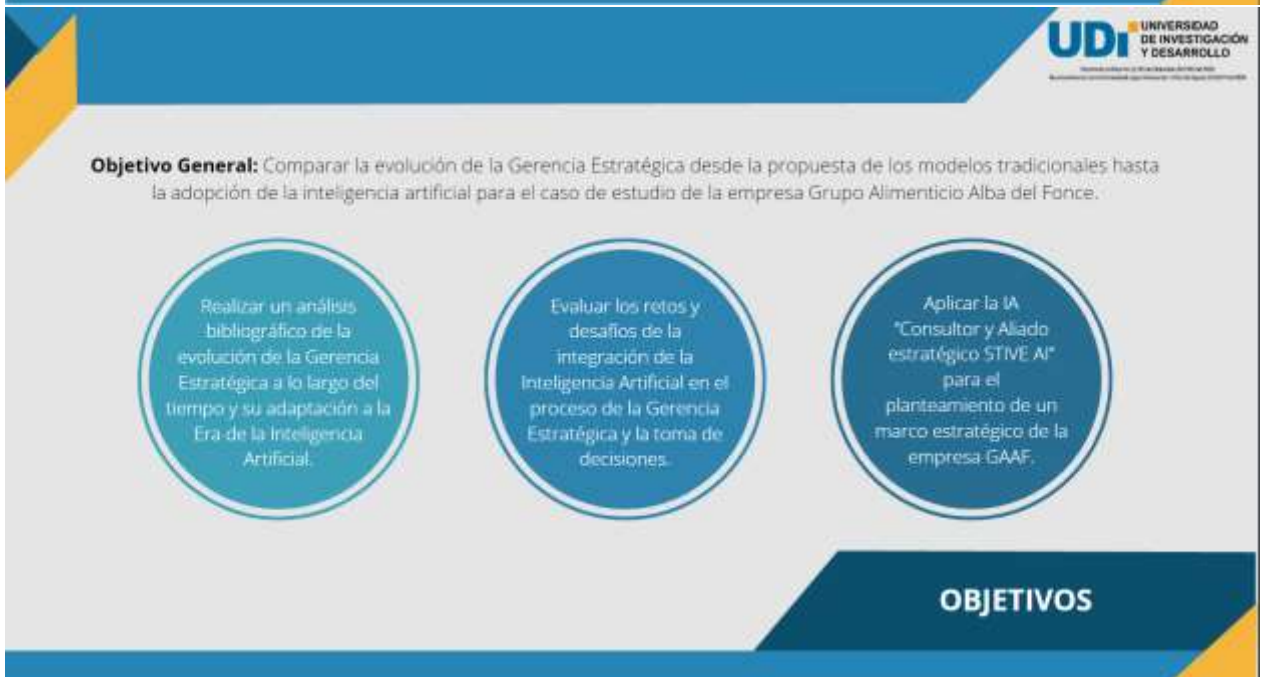 UDi UNIVERSIDAD
DE INVESTIGACIÓN
Y DESARROLLO
Objetivo General: Comparar la evolución de la Gerencia Estratégica desde la propuesta de los modelos tradicionales hasta
la adopción de la inteligencia artificial para el caso de estudio de la empresa Grupo Alimenticio Alba del Fonce.
Realizar un análisis
bibliográfico de la
evolución de la Gerencia
Estratégica a lo largo del
tiempo y su adaptación a la
Era de la Inteligencia
Artificial.
Evaluar los retos y
desafíos de la
integración de la
Inteligencia Artificial en el
proceso de la Gerencia
Estratégica y la toma de
decisiones.
Aplicar la IA
"Consultor y Aliado
estratégico STIVE AI"
para el
planteamiento de un
marco estratégico de la
empresa GAAF.
OBJETIVOS